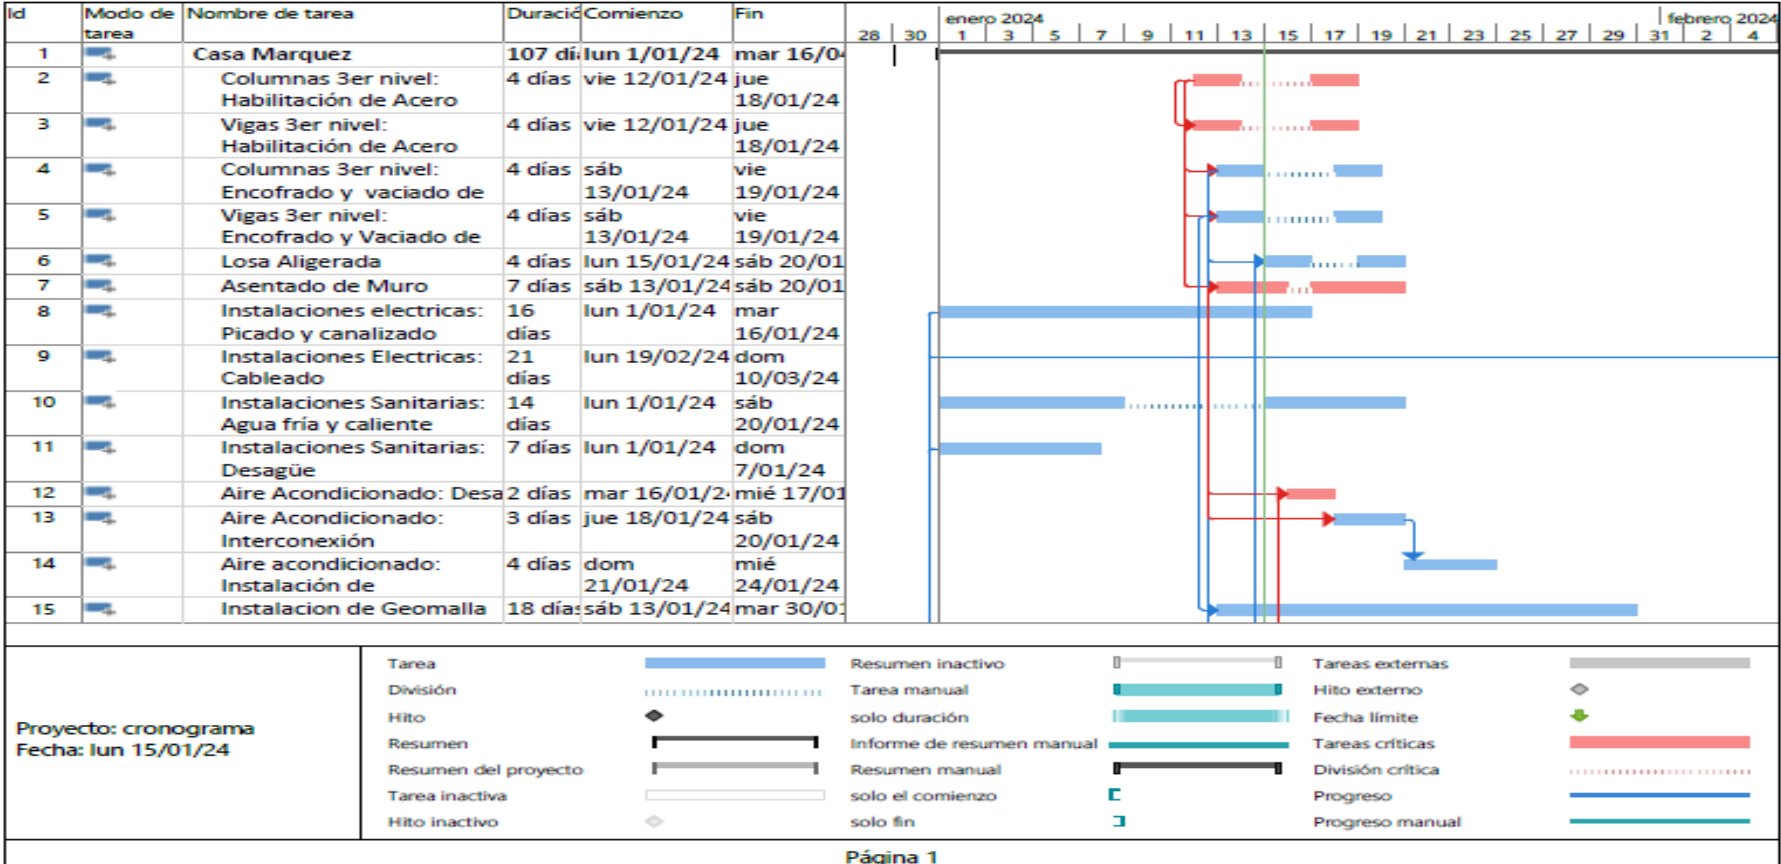 Id Modo de Nombre de tarea Duració Comienzo Fin enero 2024 febrero 2024
tarea 28 30 1 3 5 7 9 11 13 15 17 19 21 23 25 27 29 31 2 4
1 Casa Marquez 107 dí lun 1/01/24 mar 16/0
2 Columnas 3er nivel: 4 días vie 12/01/24 jue
Habilitación de Acero 18/01/24
3 Vigas 3er nivel: 4 días vie 12/01/24 jue
Habilitación de Acero 18/01/24
4 Columnas 3er nivel: 4 días sáb vie
Encofrado y vaciado de 13/01/24 19/01/24
5 Vigas 3er nivel: 4 días sáb vie
Encofrado y Vaciado de 13/01/24 19/01/24
6 Losa Aligerada 4 días lun 15/01/24 sáb 20/01
7 Asentado de Muro 7 días sáb 13/01/24 sáb 20/01
8 Instalaciones electricas: 16 lun 1/01/24 mar
Picado y canalizado días 16/01/24
9 Instalaciones Electricas: 21 lun 19/02/24 dom
Cableado días 10/03/24
10 Instalaciones Sanitarias: 14 lun 1/01/24 sáb
Agua fría y caliente días 20/01/24
11 Instalaciones Sanitarias: 7 días lun 1/01/24 dom
Desagüe 7/01/24
12 Aire Acondicionado: Desa 2 días mar 16/01/2 mié 17/01
13 Aire Acondicionado: 3 días jue 18/01/24 sáb
Interconexión 20/01/24
14 Aire acondicionado: 4 días dom mié
Instalación de 21/01/24 24/01/24
15 Instalacion de Geomalla 18 días sáb 13/01/24 mar 30/01
Proyecto: cronograma
Fecha: lun 15/01/24
Tarea
División
Hito
Resumen
Resumen del proyecto
Tarea inactiva
Hito inactivo
Resumen inactivo
Tarea manual
solo duración
Informe de resumen manual
Resumen manual
solo el comienzo
solo fin
Tareas externas
Hito externo
Fecha límite
Tareas críticas
División crítica
Progreso
Progreso manual
Página 1